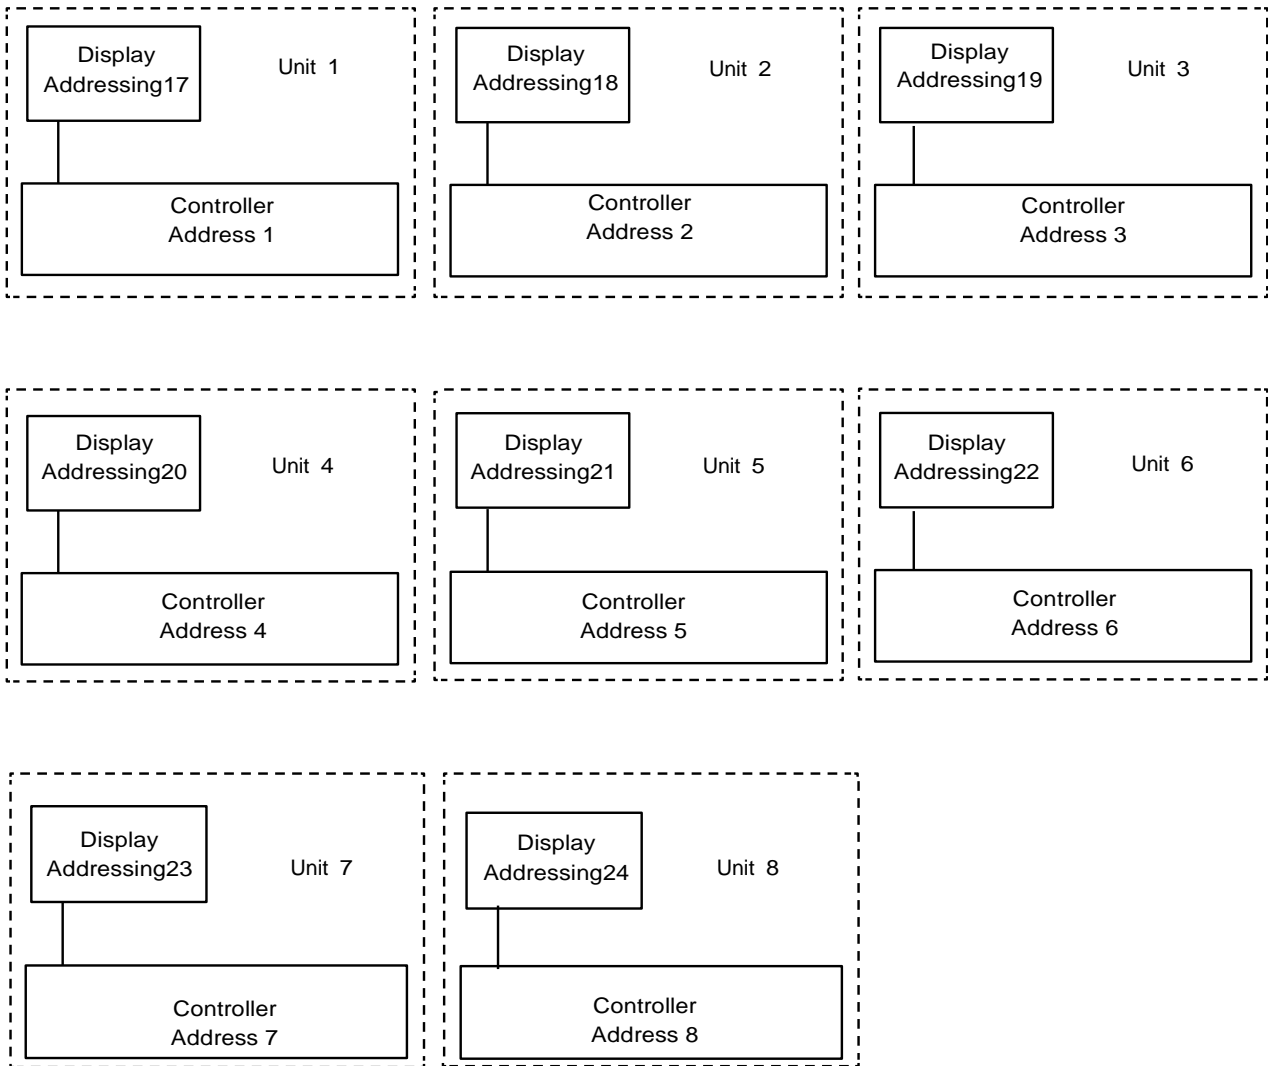 Display
Addressing17
Unit 1
Controller
Address 1
Display
Addressing18
Unit 2
Controller
Address 2
Display
Addressing19
Unit 3
Controller
Address 3
Display
Addressing20
Unit 4
Controller
Address 4
Display
Addressing21
Unit 5
Controller
Address 5
Display
Addressing22
Unit 6
Controller
Address 6
Display
Addressing23
Unit 7
Controller
Address 7
Display
Addressing24
Unit 8
Controller
Address 8